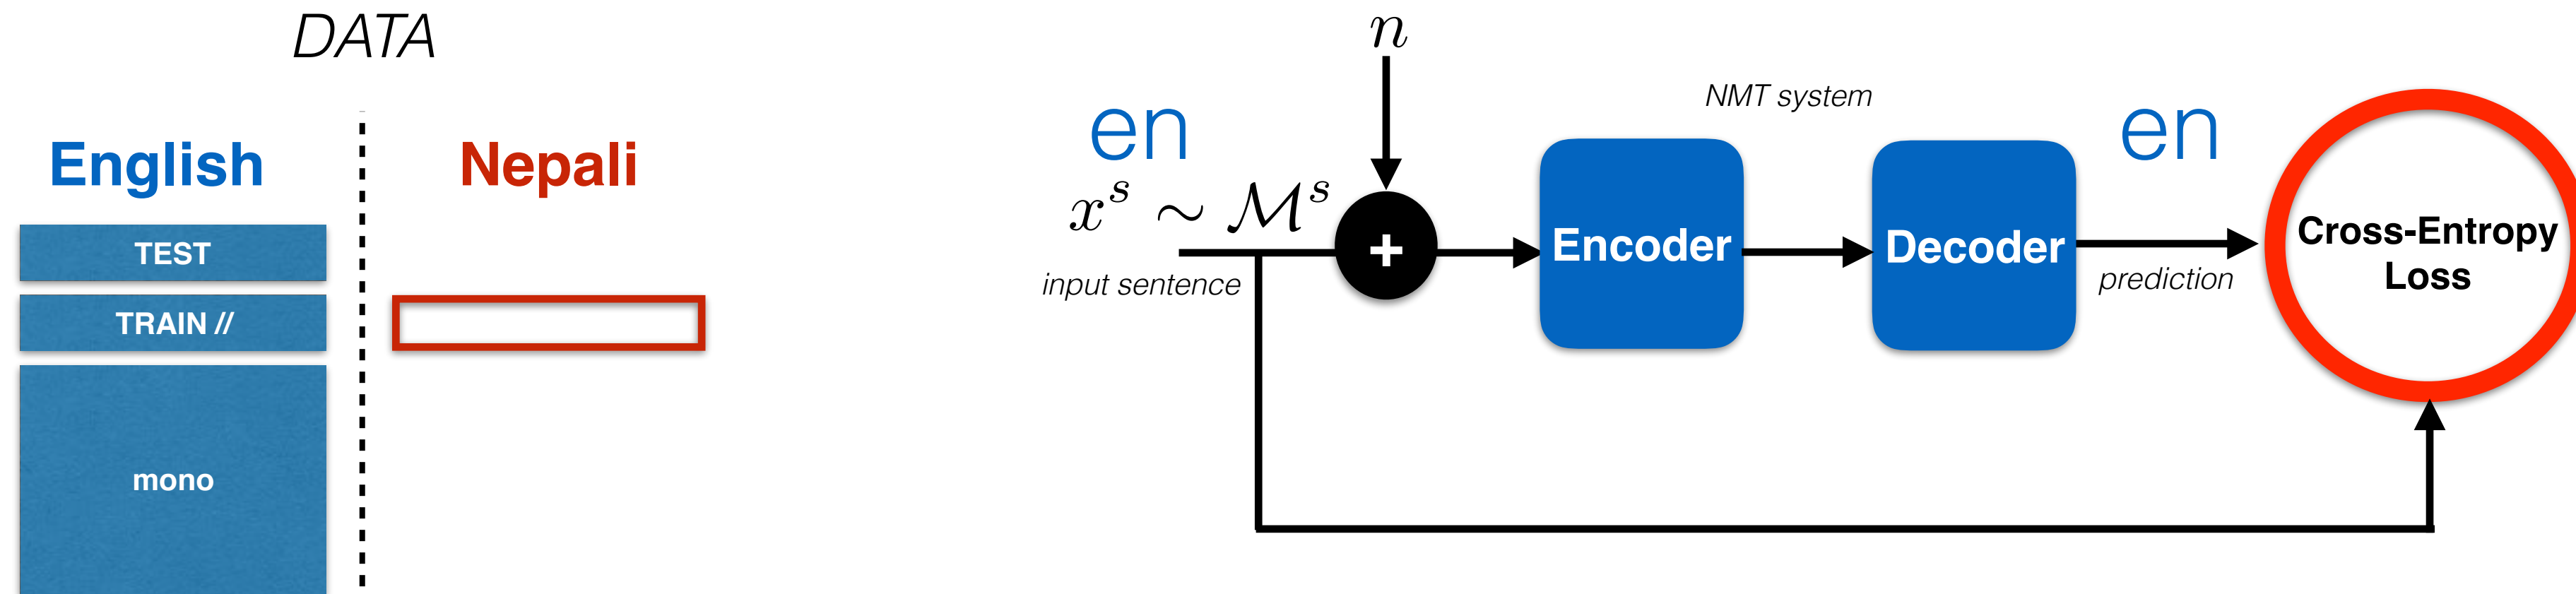 DATA
English
Nepali
TEST
TRAIN //
mono
n
en
x^s ∼ ℳ^s
input sentence
+
NMT system
Encoder
Decoder
en
prediction
Cross-Entropy
Loss